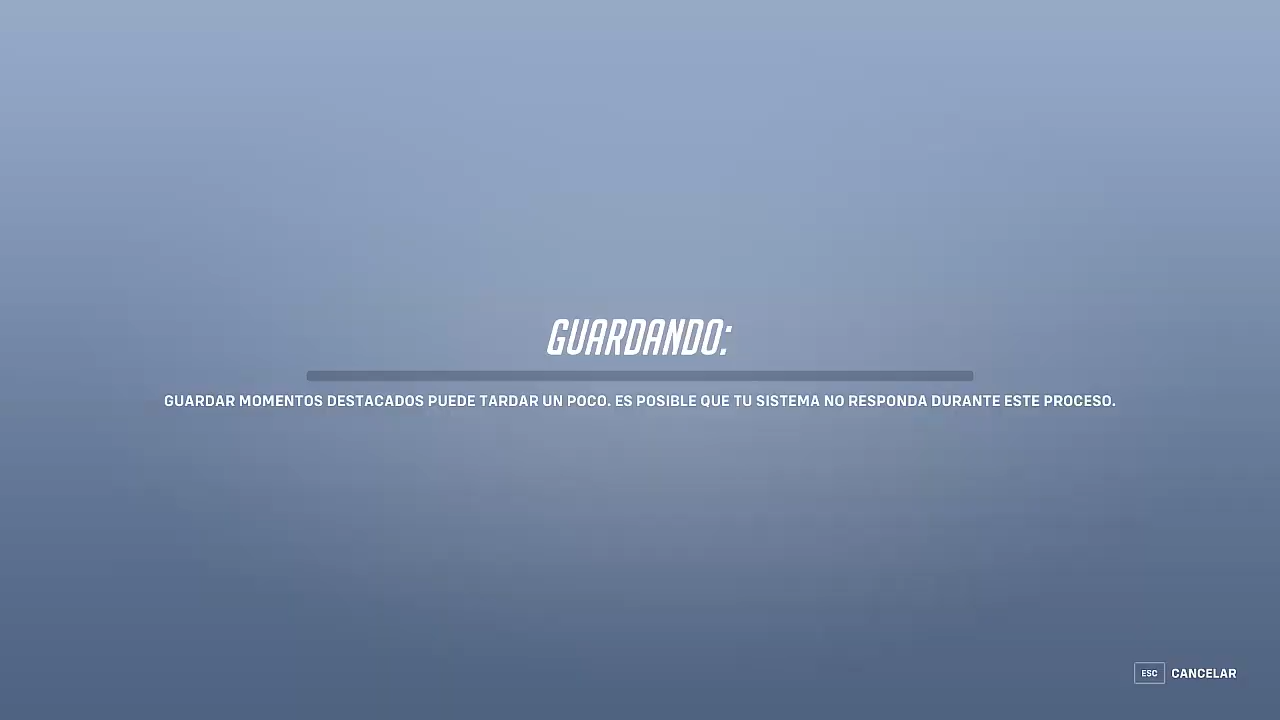 GUARDANDO:
GUARDAR MOMENTOS DESTACADOS PUEDE TARDAR UN POCO. ES POSIBLE QUE TU SISTEMA NO RESPONDA DURANTE ESTE PROCESO.
ESC CANCELAR